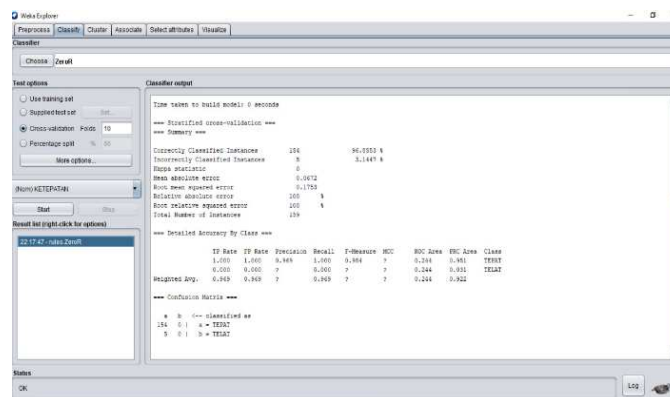 Weka Explorer
Preprocess Classify Cluster Associate Select attributes Visualize
Classifier
Choose ZeroR
Test options
Use training set
Supplied test set Set...
Cross-validation Folds 10
Percentage split %
More options...
(Nom) KETEPATAN
Start Stop
Result list (right-click for options)
22:17:47 - rules.ZeroR
Classifier output
Time taken to build model: 0 seconds
=== Stratified cross-validation ===
=== Summary ===
Correctly Classified Instances 154 96.8553 %
Incorrectly Classified Instances 5 3.1447 %
Kappa statistic 0
Mean absolute error 0.0672
Root mean squared error 0.1753
Relative absolute error 100 %
Root relative squared error 100 %
Total Number of Instances 159
=== Detailed Accuracy By Class ===
TP Rate FP Rate Precision Recall F-Measure MCC ROC Area PRC Area Class
1.000 1.000 0.969 1.000 0.984 ? 0.244 0.951 TEPAT
0.000 0.000 ? 0.000 ? ? 0.244 0.031 TELAT
Weighted Avg. 0.969 0.969 ? 0.969 ? ? 0.244 0.922
=== Confusion Matrix ===
a b <-- classified as
154 0 | a = TEPAT
5 0 | b = TELAT
Status
OK
Log